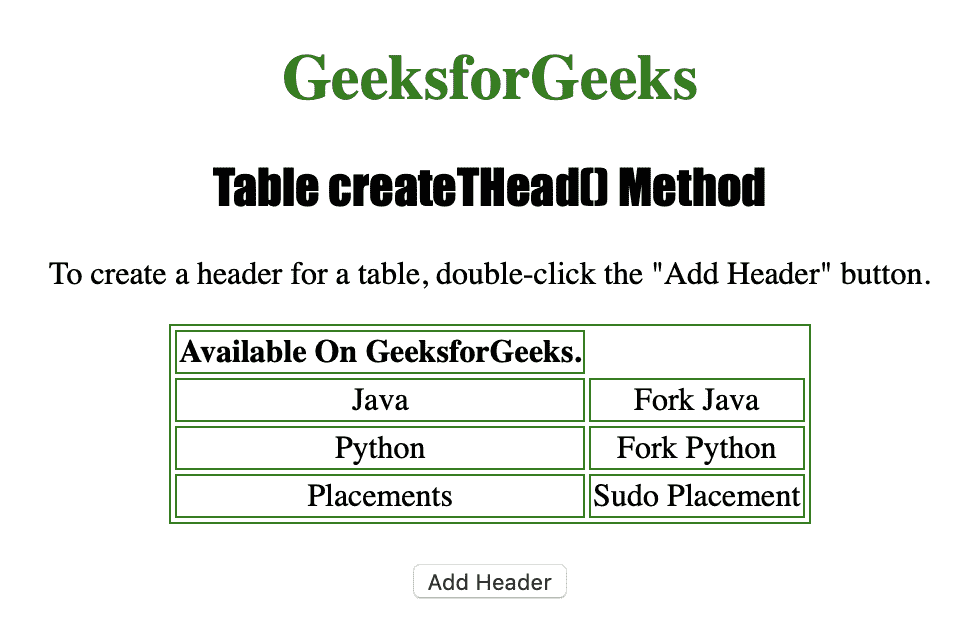 GeeksforGeeks
Table createTHead() Method
To create a header for a table, double-click the "Add Header" button.
Available On GeeksforGeeks.
Java Fork Java
Python Fork Python
Placements Sudo Placement
Add Header